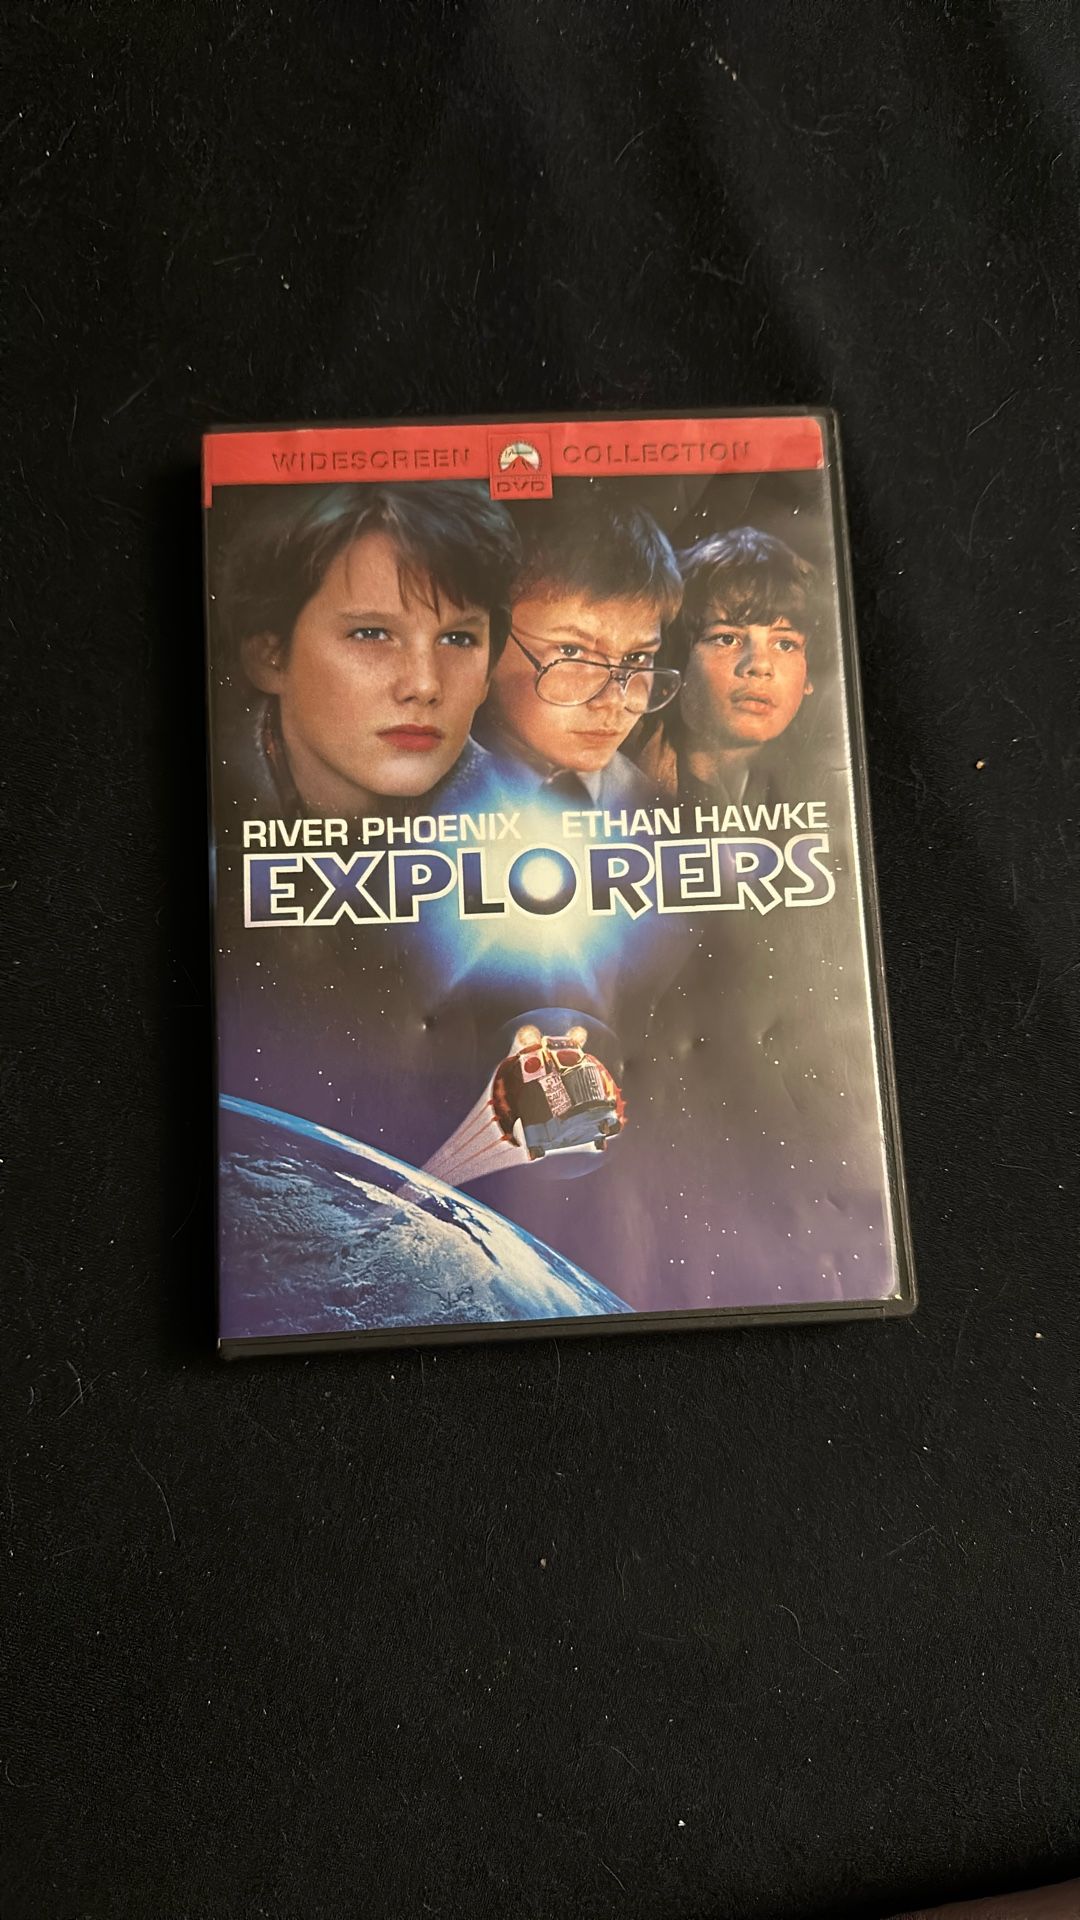 WIDESCREEN DVD COLLECTION
RIVER PHOENIX ETHAN HAWKE
EXPLORERS